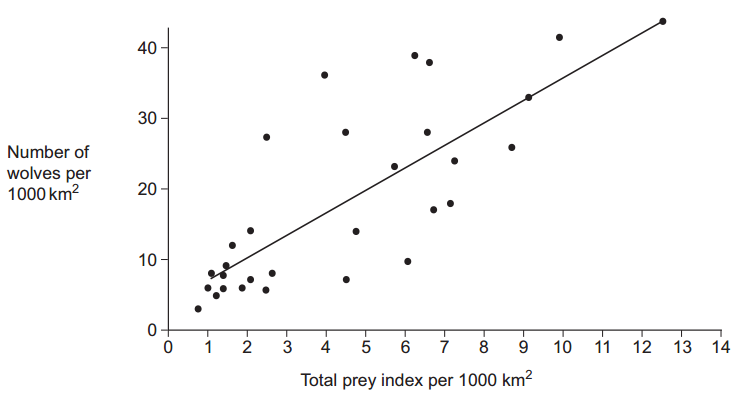 40
30
Number of
wolves per
1000 km²
20
10
0
0 1 2 3 4 5 6 7 8 9 10 11 12 13 14
Total prey index per 1000 km²